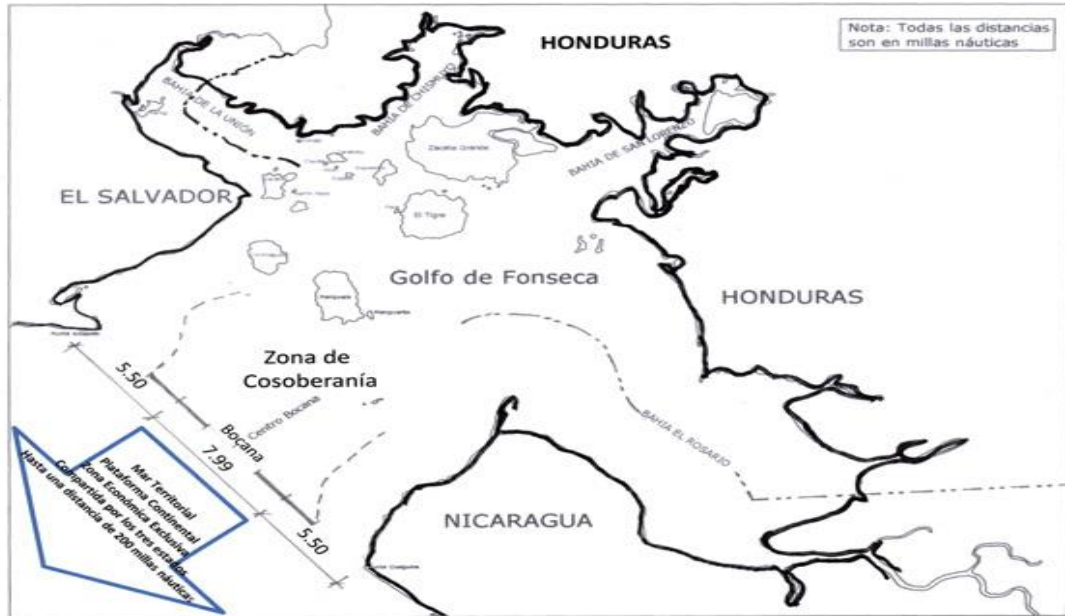 HONDURAS
Nota: Todas las distancias
son en millas náuticas
BAHIA DE LA UNIÓN
BAHIA DE CHISMUYO
BAHIA DE SAN LORENZO
Zacate Grande
EL SALVADOR
El Tigre
Golfo de Fonseca
HONDURAS
Meanguera
Zona de
Cosoberanía
5.50
Bocana
Centro Bocana
7.99
5.50
BAHIA EL ROSARIO
NICARAGUA
Mar Territorial
Plataforma Continental
Zona Económica Exclusiva
Compartida por los tres estados
Hasta una distancia de 200 millas náuticas